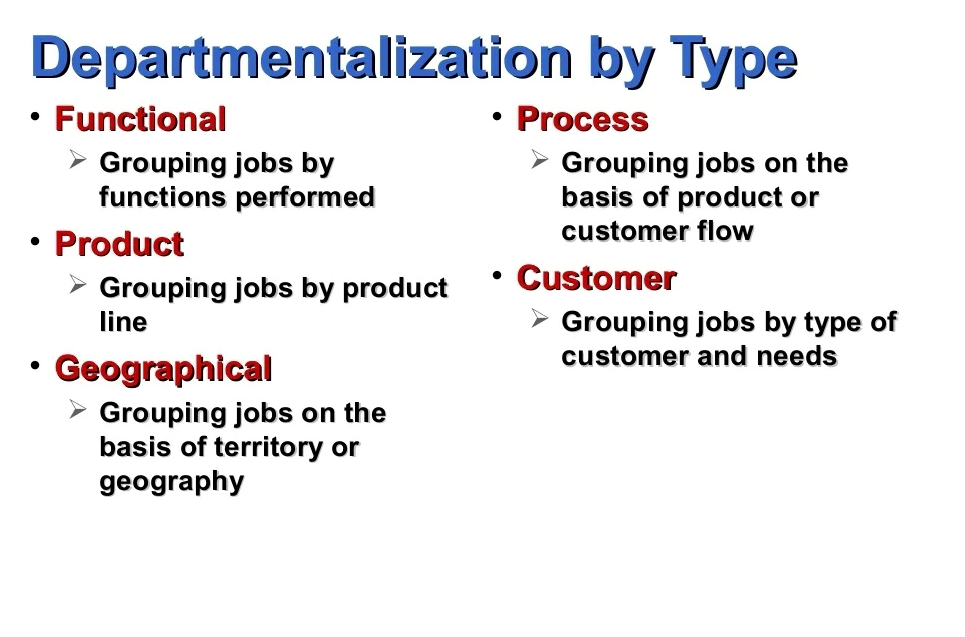 Departmentalization by Type
• Functional
➢ Grouping jobs by
functions performed
• Product
➢ Grouping jobs by product
line
• Geographical
➢ Grouping jobs on the
basis of territory or
geography
• Process
➢ Grouping jobs on the
basis of product or
customer flow
• Customer
➢ Grouping jobs by type of
customer and needs